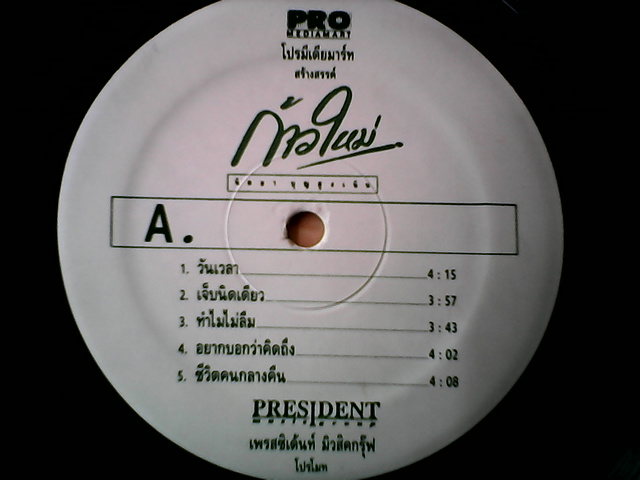 PRO
MEDIAMART
โปรมีเดียมาร์ท
สร้างสรรค์
ก้าวใหม่
A.
1. วันเวลา 4:15
2. เจ็บนิดเดียว 3:57
3. ทำไมไม่ลืม 3:43
4. อยากบอกว่าคิดถึง 4:02
5. ชีวิตคนกลางคืน 4:08
PRESIDENT
musicgroup
เพรสซิเด้นท์ มิวสิคกรุ๊ฟ
โปรโมท